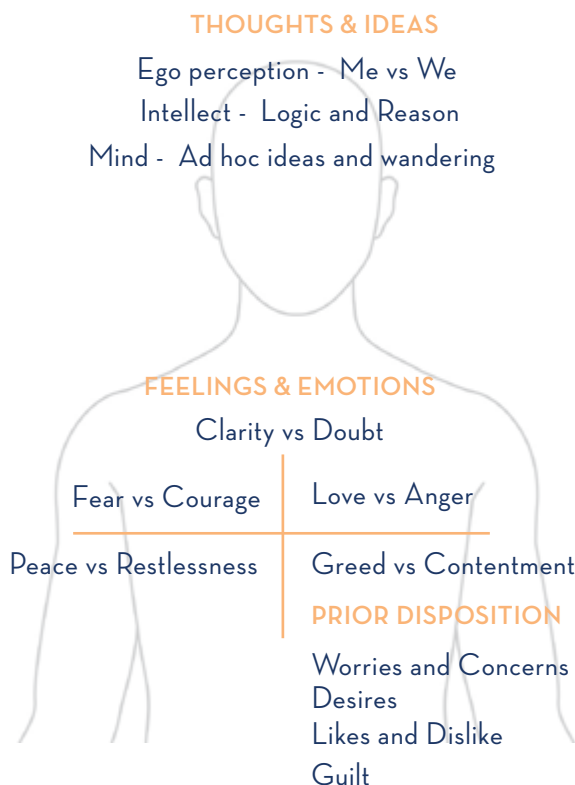 THOUGHTS & IDEAS
Ego perception - Me vs We
Intellect - Logic and Reason
Mind - Ad hoc ideas and wandering
FEELINGS & EMOTIONS
Clarity vs Doubt
Fear vs Courage
Love vs Anger
Peace vs Restlessness
Greed vs Contentment
PRIOR DISPOSITION
Worries and Concerns
Desires
Likes and Dislike
Guilt